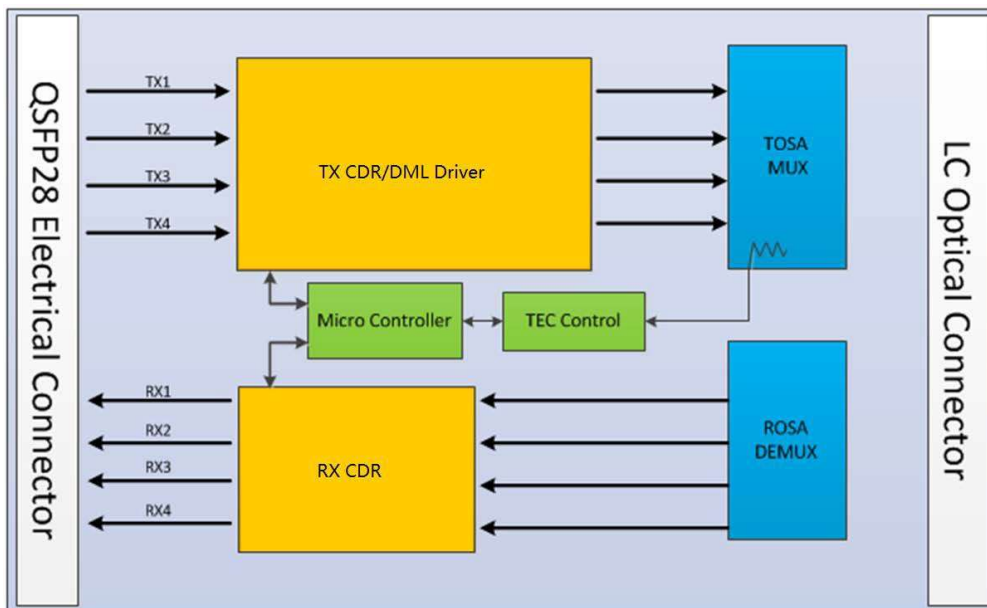 QSFP28 Electrical Connector
TX1
TX2
TX3
TX4
TX CDR/DML Driver
TOSA
MUX
LC Optical Connector
Micro Controller
TEC Control
RX1
RX2
RX3
RX4
RX CDR
ROSA
DEMUX